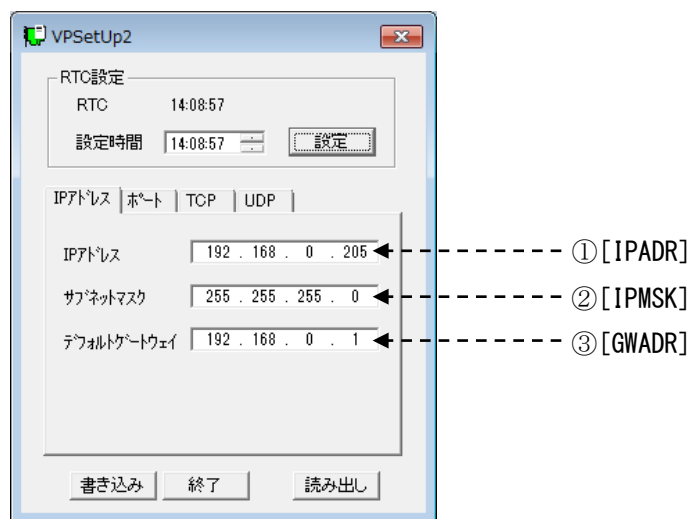 VPSetUp2
RTC設定
RTC 14:08:57
設定時間 14:08:57 設定
IPアドレス ポート TCP UDP
IPアドレス 192 . 168 . 0 . 205 ①[IPADR]
サブネットマスク 255 . 255 . 255 . 0 ②[IPMSK]
デフォルトゲートウェイ 192 . 168 . 0 . 1 ③[GWADR]
書き込み 終了 読み出し